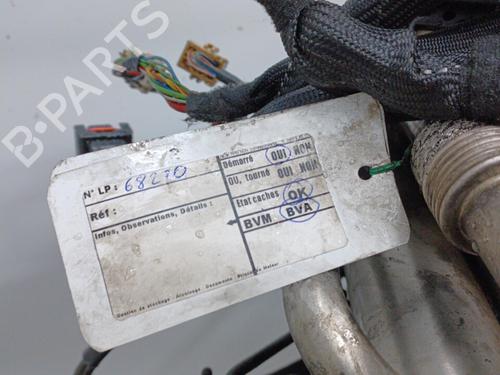 B-PARTS
N° LP : 68270
Démarré OUI NON
OU, tourné OUI NON
Réf :
Etat caches OK
Infos, Observations, Détails :
BVM BVA